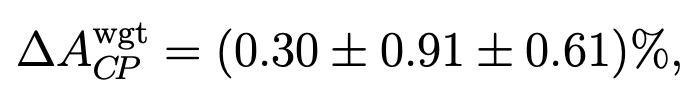 ΔA_{CP}^{wgt} = (0.30 ± 0.91 ± 0.61)%,